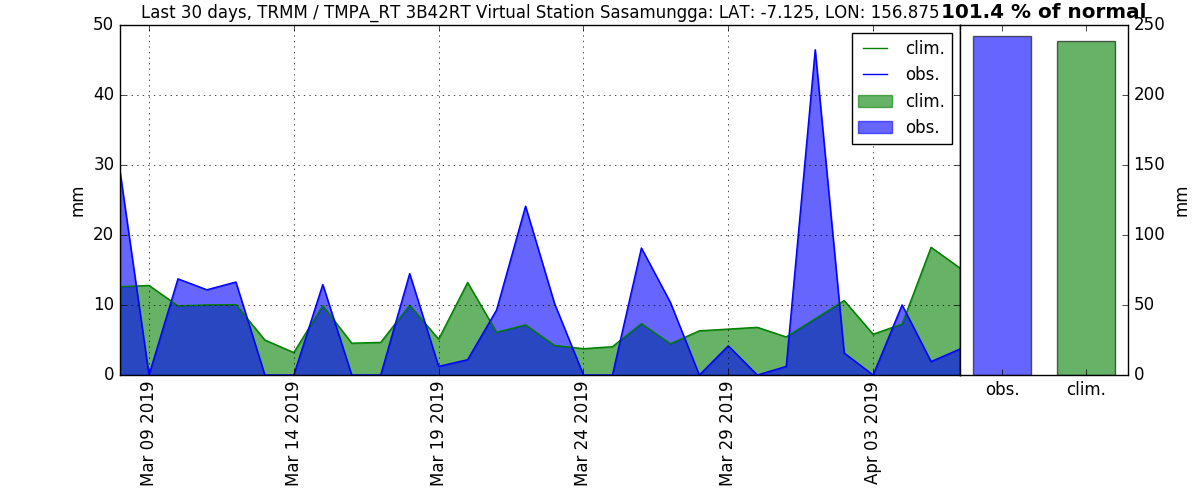 Last 30 days, TRMM / TMPA_RT 3B42RT Virtual Station Sasamungga: LAT: -7.125, LON: 156.875
101.4 % of normal
50
40
30
20
10
0
mm
clim.
obs.
clim.
obs.
250
200
150
100
50
0
mm
Mar 09 2019
Mar 14 2019
Mar 19 2019
Mar 24 2019
Mar 29 2019
Apr 03 2019
obs.
clim.